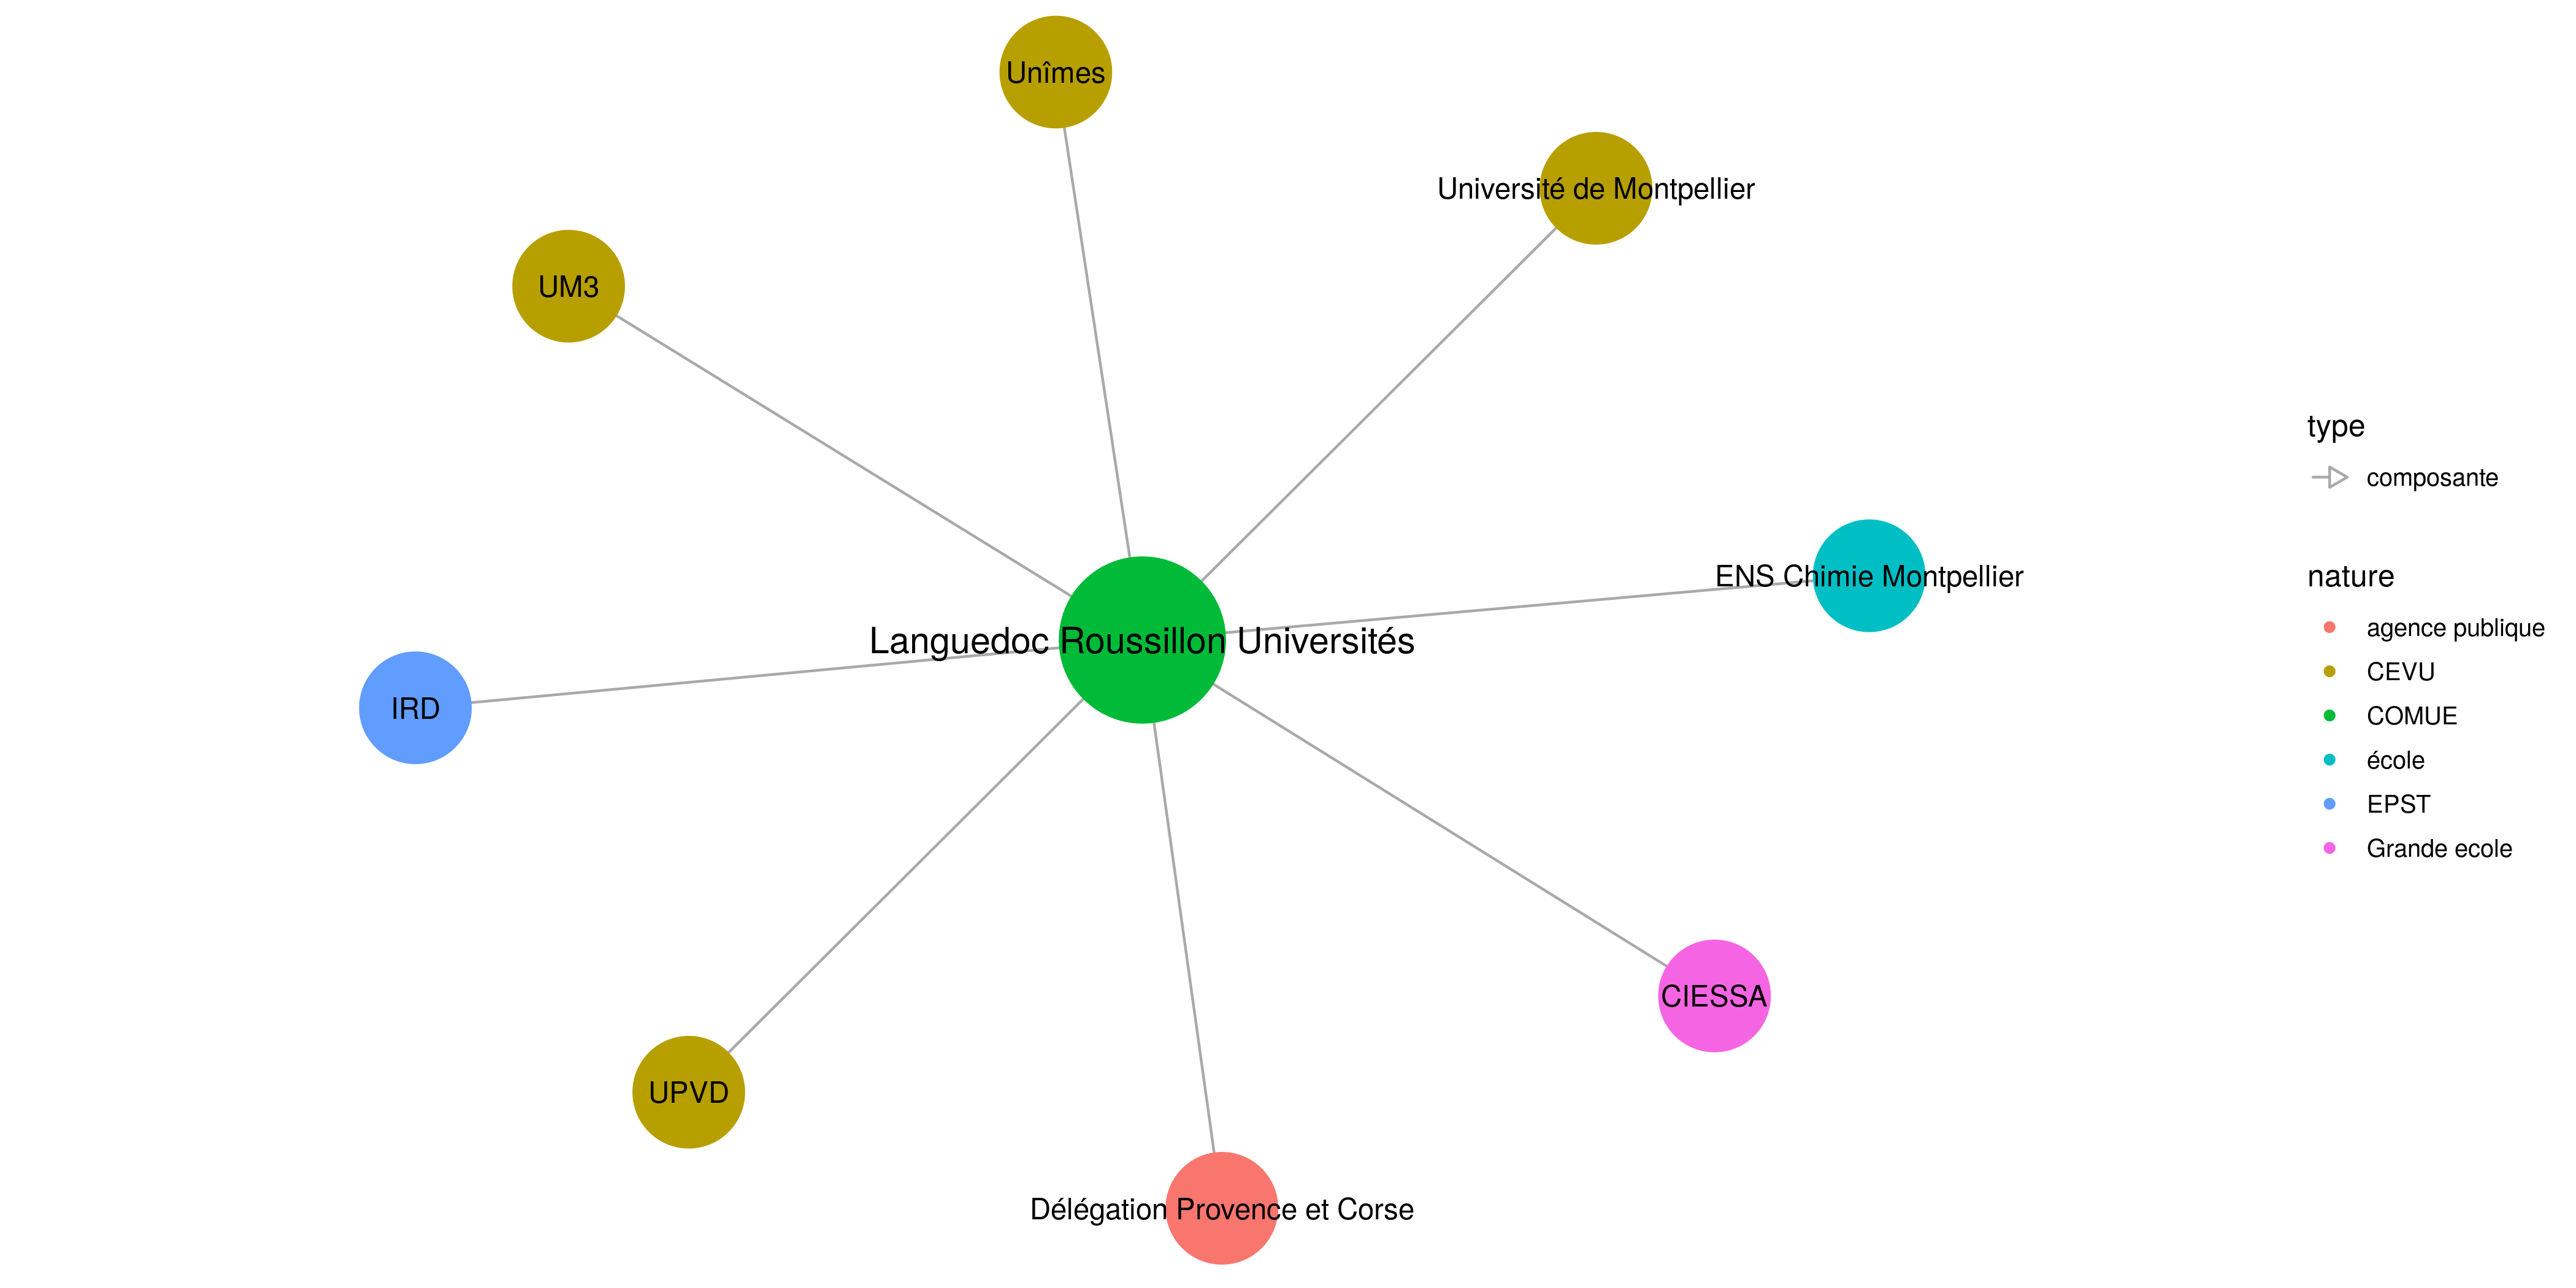 Unîmes
Université de Montpellier
UM3
ENS Chimie Montpellier
Languedoc Roussillon Universités
IRD
CIESSA
UPVD
Délégation Provence et Corse
type
composante
nature
agence publique
CEVU
COMUE
école
EPST
Grande ecole